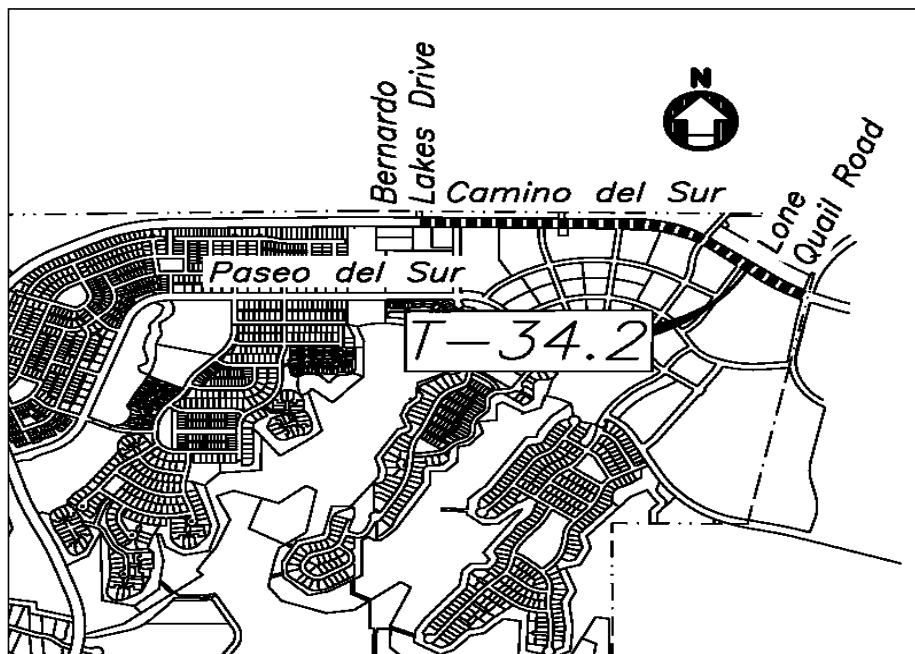 N
Bernardo
Lakes Drive
Camino del Sur
Lone
Quail Road
Paseo del Sur
T-34.2